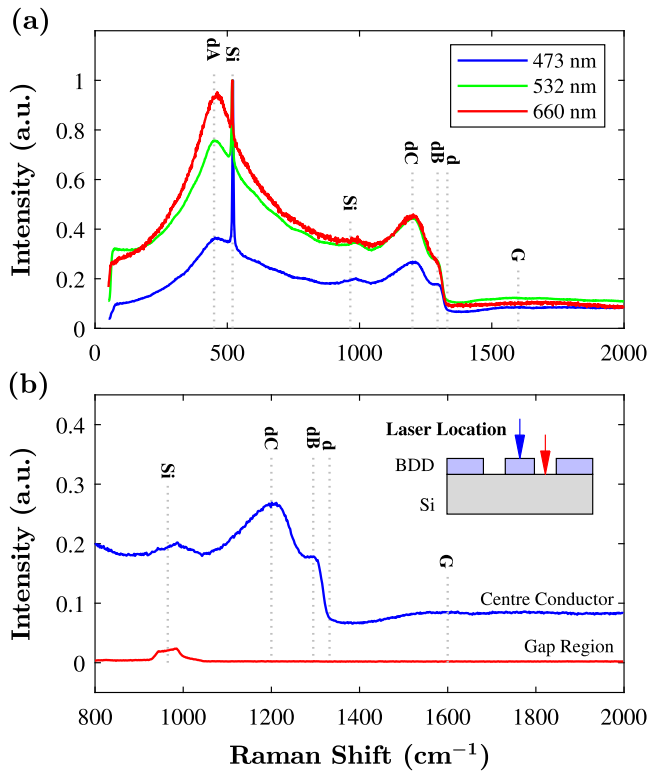 (a)
Intensity (a.u.)
1
0.8
0.6
0.4
0.2
0
dA
Si
Si
dC
dB
d
G
473 nm
532 nm
660 nm
0 500 1000 1500 2000
(b)
Intensity (a.u.)
0.4
0.3
0.2
0.1
0
Si
dC
dB
d
G
Laser Location
BDD
Si
Centre Conductor
Gap Region
800 1000 1200 1400 1600 1800 2000
Raman Shift (cm⁻¹)